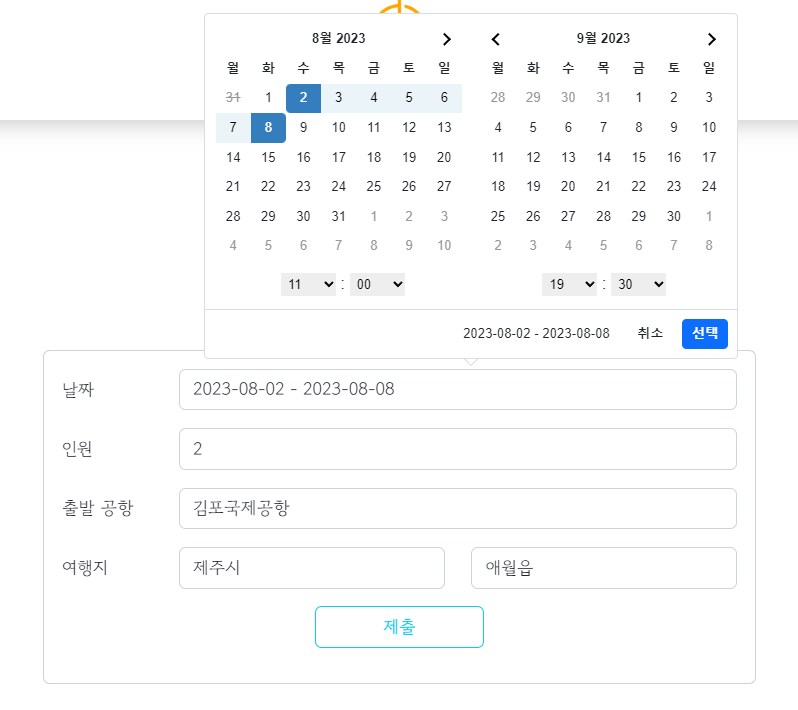 8월 2023
월 화 수 목 금 토 일
31 1 2 3 4 5 6
7 8 9 10 11 12 13
14 15 16 17 18 19 20
21 22 23 24 25 26 27
28 29 30 31 1 2 3
4 5 6 7 8 9 10
11 : 00
9월 2023
월 화 수 목 금 토 일
28 29 30 31 1 2 3
4 5 6 7 8 9 10
11 12 13 14 15 16 17
18 19 20 21 22 23 24
25 26 27 28 29 30 1
2 3 4 5 6 7 8
19 : 30
2023-08-02 - 2023-08-08 취소 선택
날짜 2023-08-02 - 2023-08-08
인원 2
출발 공항 김포국제공항
여행지 제주시 애월읍
제출